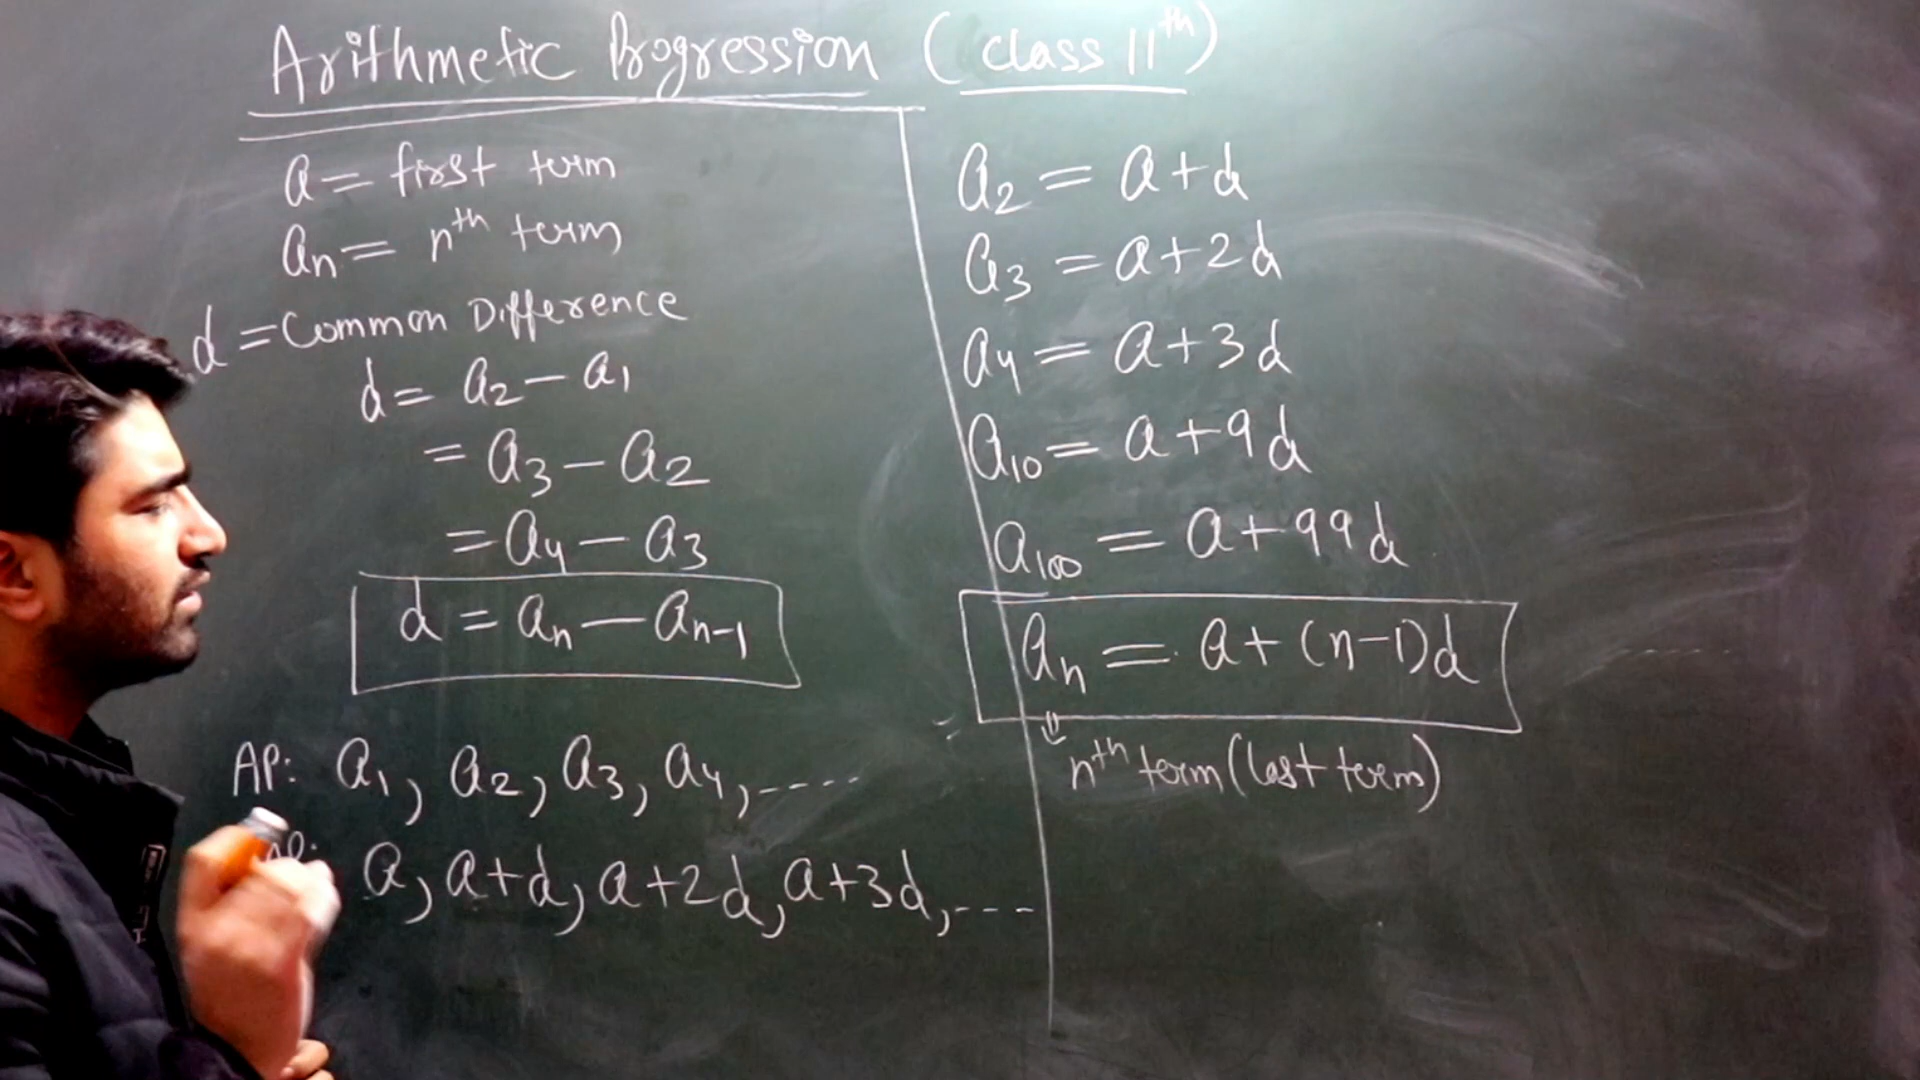 Arithmetic Progression (class 11th)
a = first term
an = nth term
d = Common Difference
d = a2 - a1
= a3 - a2
= a4 - a3
d = an - an-1
AP: a1, a2, a3, a4, ----
a, a+d, a+2d, a+3d, ---
a2 = a+d
a3 = a+2d
a4 = a+3d
a10 = a+9d
a100 = a+99d
an = a+(n-1)d
⇓
nth term (last term)